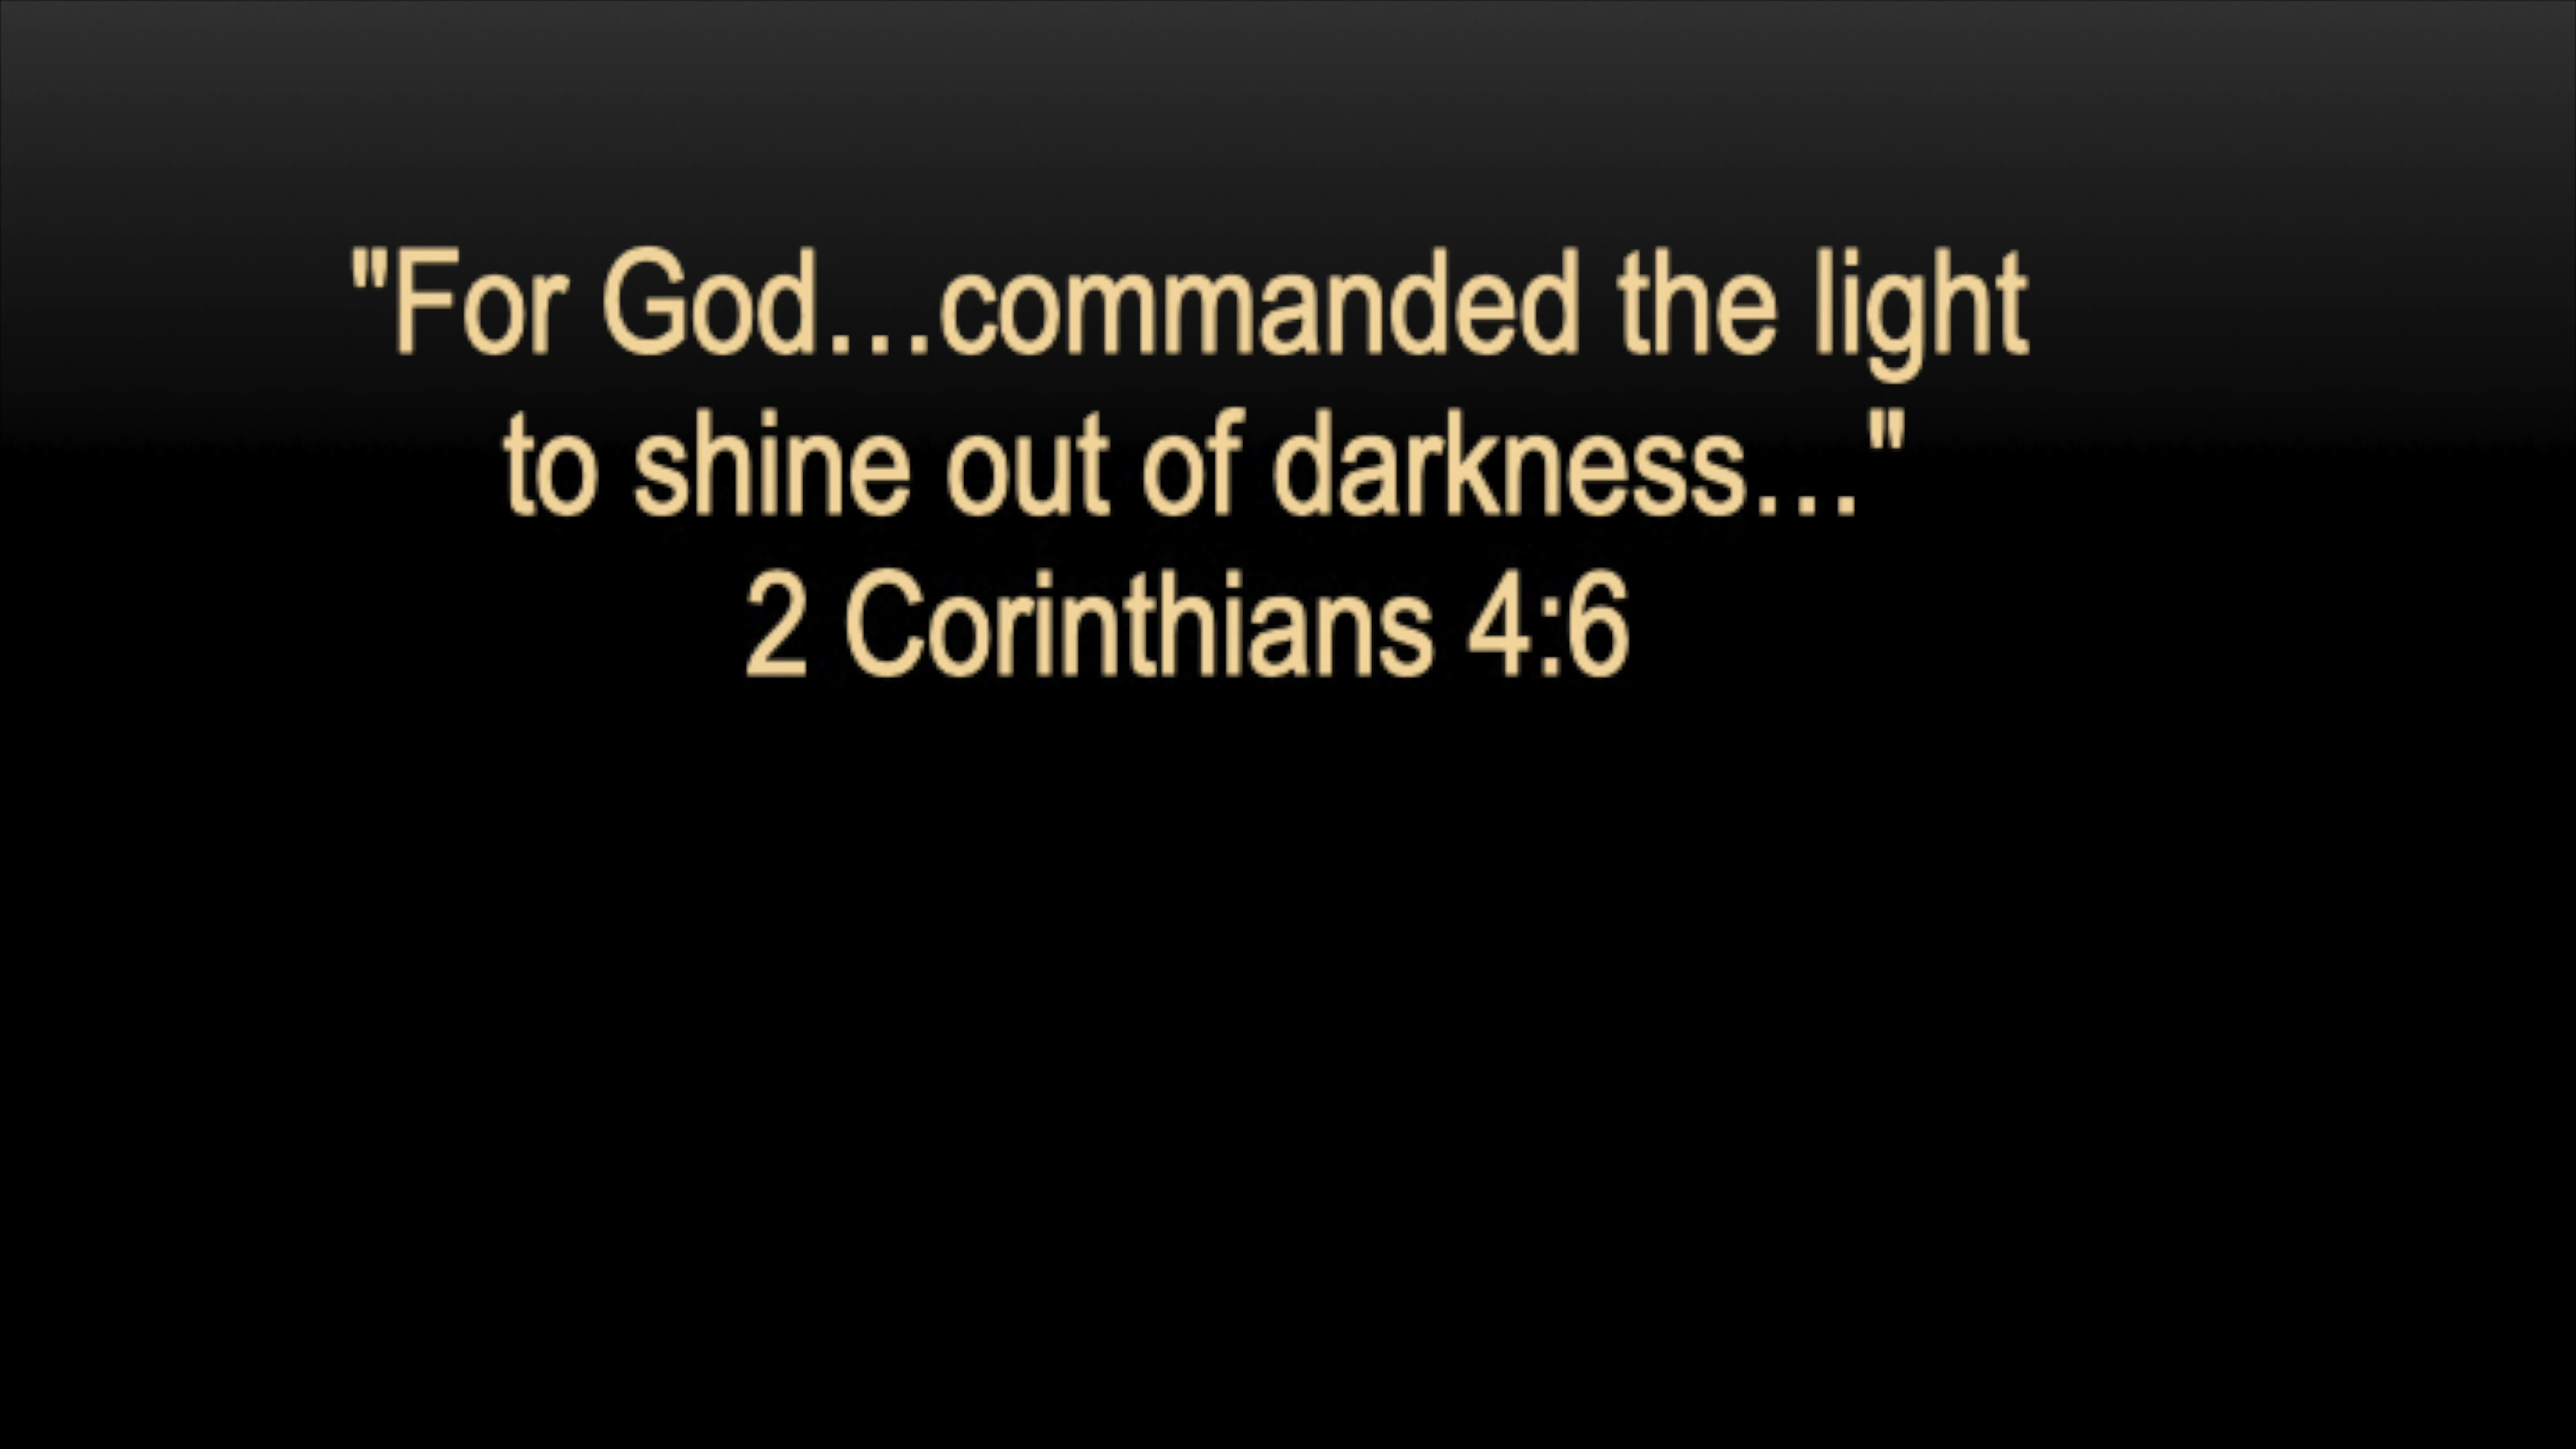 "For God...commanded the light
to shine out of darkness..."
2 Corinthians 4:6